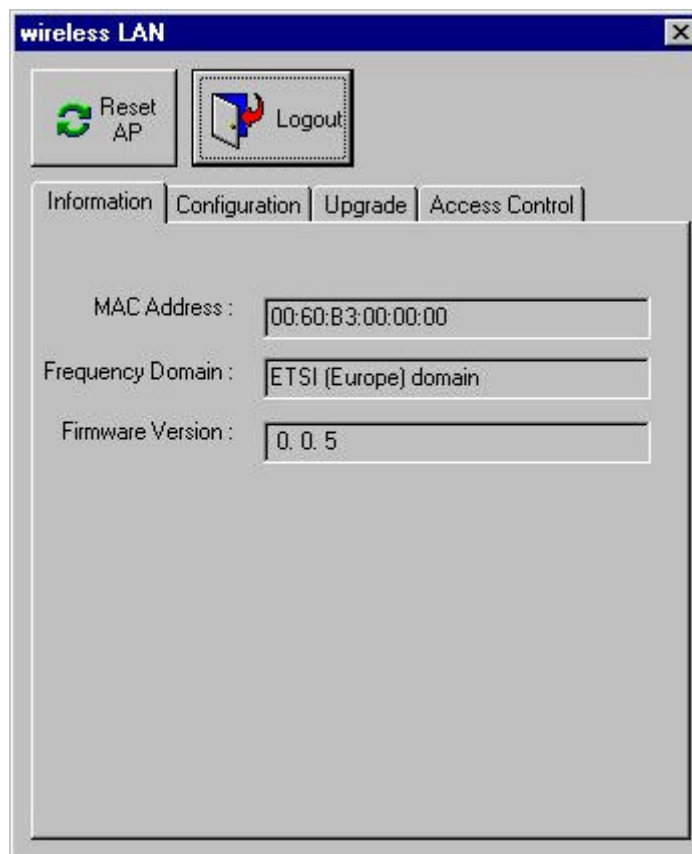 wireless LAN
Reset
AP
Logout
Information Configuration Upgrade Access Control
MAC Address : 00:60:B3:00:00:00
Frequency Domain : ETSI (Europe) domain
Firmware Version : 0. 0. 5